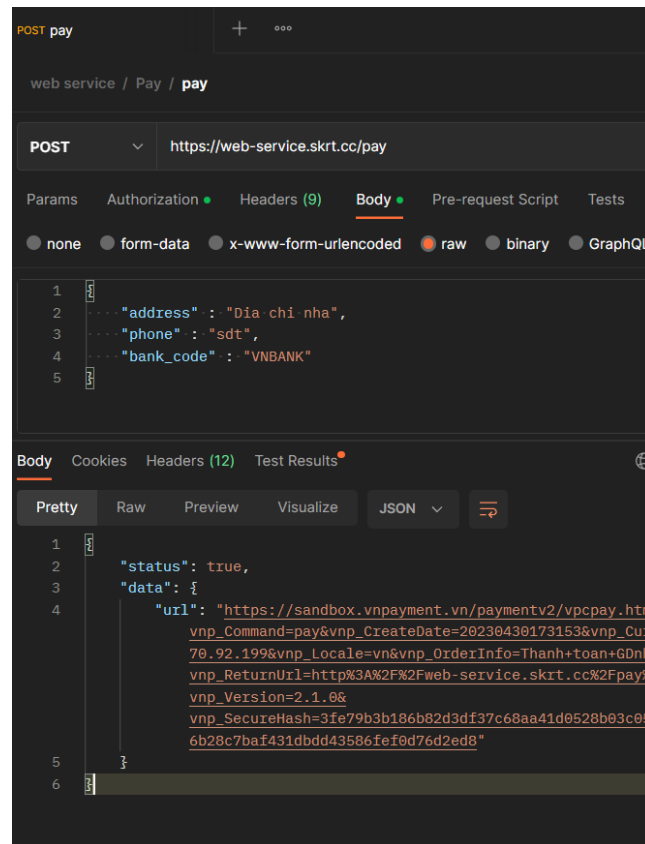 POST pay
web service / Pay / pay
POST https://web-service.skrt.cc/pay
Params Authorization Headers (9) Body Pre-request Script Tests
none form-data x-www-form-urlencoded raw binary GraphQL
1 {
2 "address" : "Dia chi nha",
3 "phone" : "sdt",
4 "bank_code" : "VNBANK"
5 }
Body Cookies Headers (12) Test Results
Pretty Raw Preview Visualize JSON
1 {
2 "status": true,
3 "data": {
4 "url": "https://sandbox.vnpayment.vn/paymentv2/vpcpay.htm
vnp_Command=pay&vnp_CreateDate=20230430173153&vnp_Cu
70.92.199&vnp_Locale=vn&vnp_OrderInfo=Thanh+toan+GDn
vnp_ReturnUrl=http%3A%2F%2Fweb-service.skrt.cc%2Fpay%
vnp_Version=2.1.0&
vnp_SecureHash=3fe79b3b186b82d3df37c68aa41d0528b03c0
6b28c7baf431dbdd43586fef0d76d2ed8"
5 }
6 }